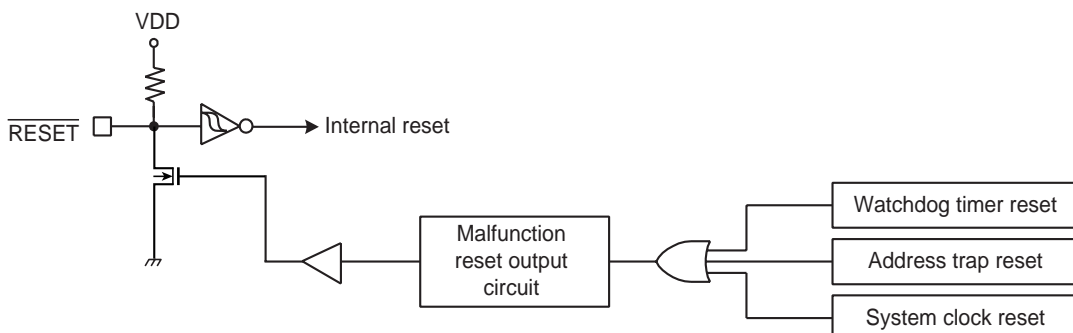 VDD
RESET
Internal reset
Watchdog timer reset
Malfunction
reset output
circuit
Address trap reset
System clock reset